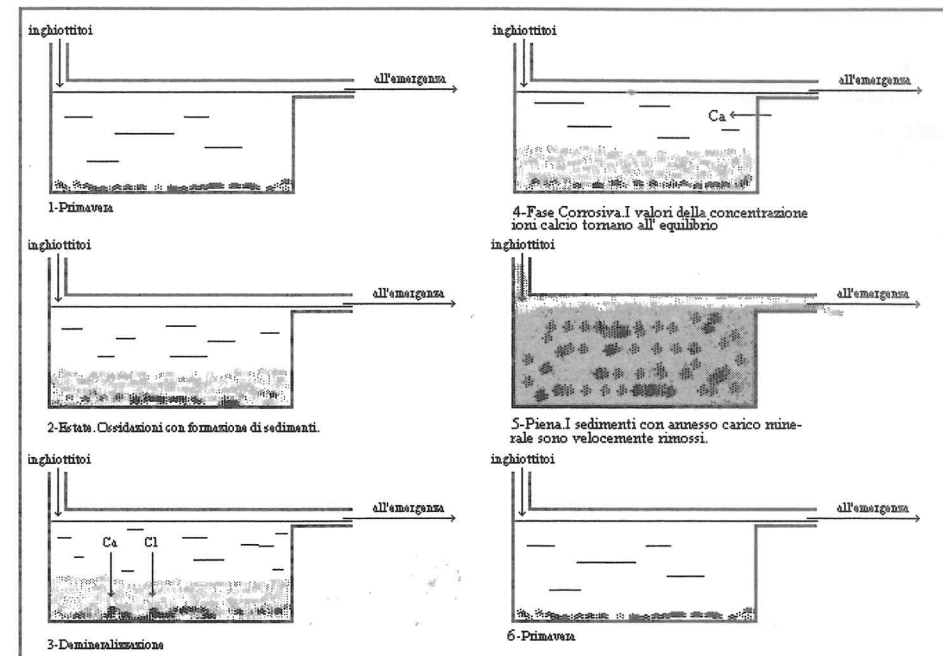 inghiottitoi
all'emergenza
1-Primavera
inghiottitoi
all'emergenza
2-Estate.Ossidazioni con formazione di sedimenti.
inghiottitoi
all'emergenza
Ca Cl
3-Demineralizzazione
inghiottitoi
all'emergenza
Ca
4-Fase Corrosiva.I valori della concentrazione
ioni calcio tornano all' equilibrio
inghiottitoi
all'emergenza
5-Piena.I sedimenti con annesso carico mine-
rale sono velocemente rimossi.
inghiottitoi
all'emergenza
6-Primavera